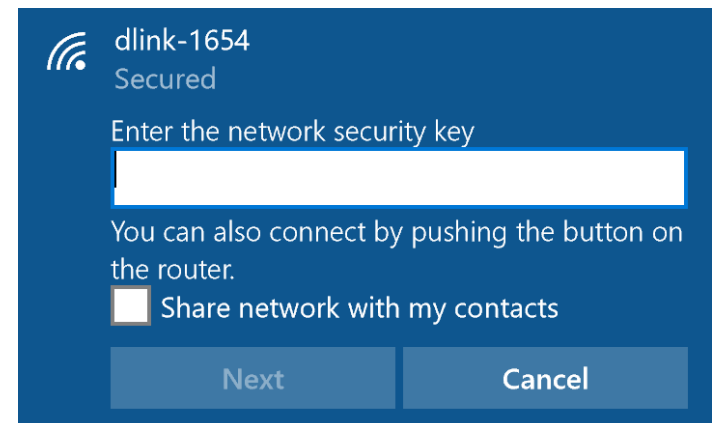 dlink-1654
Secured
Enter the network security key
You can also connect by pushing the button on
the router.
Share network with my contacts
Next
Cancel